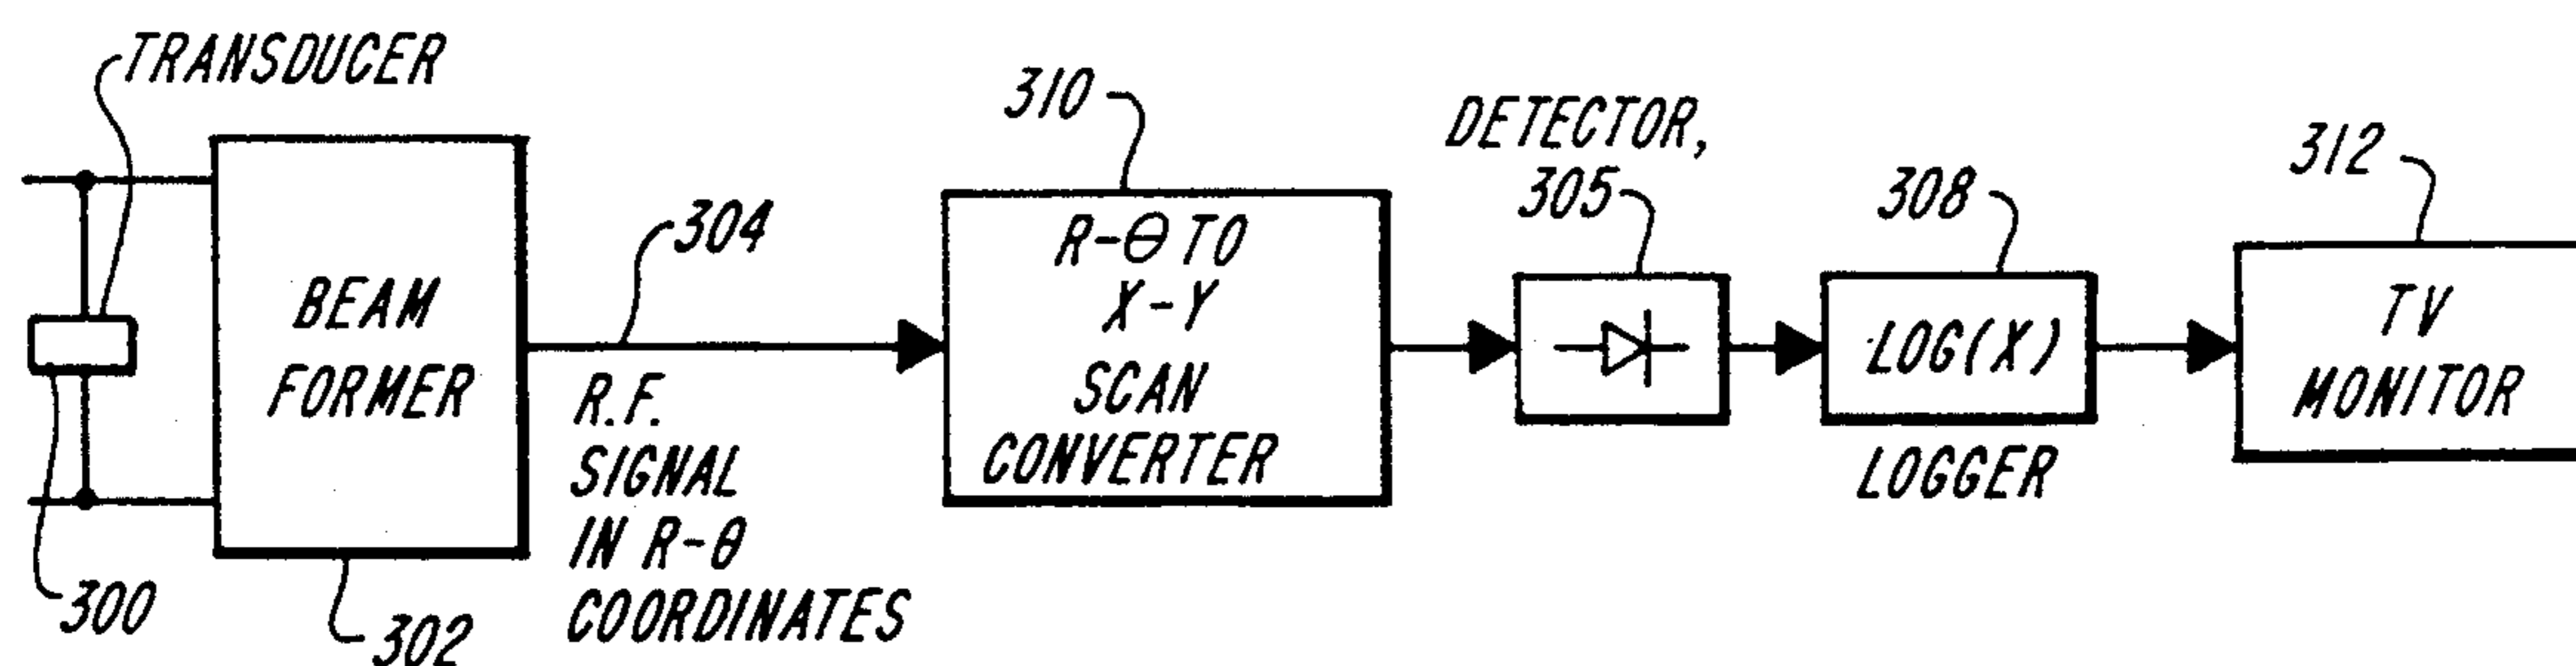 TRANSDUCER
300
BEAM
FORMER
302
304
R.F.
SIGNAL
IN R-θ
COORDINATES
310
R-θ TO
X-Y
SCAN
CONVERTER
DETECTOR,
305
308
LOG(X)
LOGGER
312
TV
MONITOR